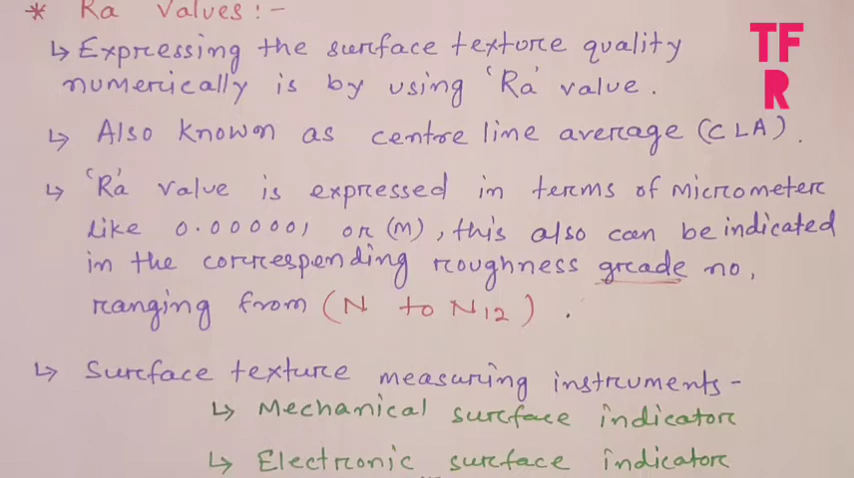 * Ra Values:-
TF
R
↳ Expressing the surface texture quality
numerically is by using 'Ra' value.
↳ Also known as centre line average (CLA).
↳ 'Ra' value is expressed in terms of micrometer
like 0.000001 or (M), this also can be indicated
in the correspending roughness grade no,
ranging from (N to N12).
↳ Surface texture measuring instruments-
↳ Mechanical surface indicator
↳ Electronic surface indicator